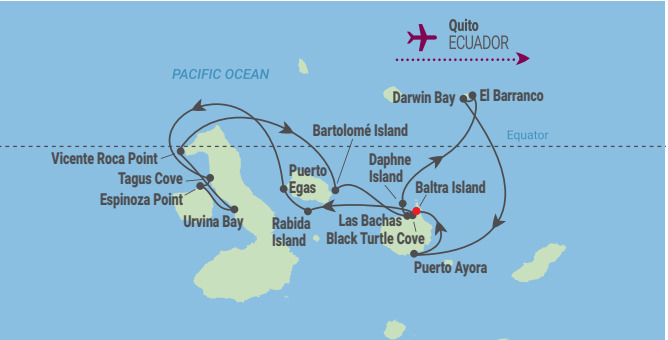 Quito
ECUADOR
PACIFIC OCEAN
Darwin Bay
El Barranco
Bartolomé Island
Equator
Vicente Roca Point
Daphne
Island
Puerto
Egas
Tagus Cove
Baltra Island
Espinoza Point
Urvina Bay
Rabida
Island
Las Bachas
Black Turtle Cove
Puerto Ayora